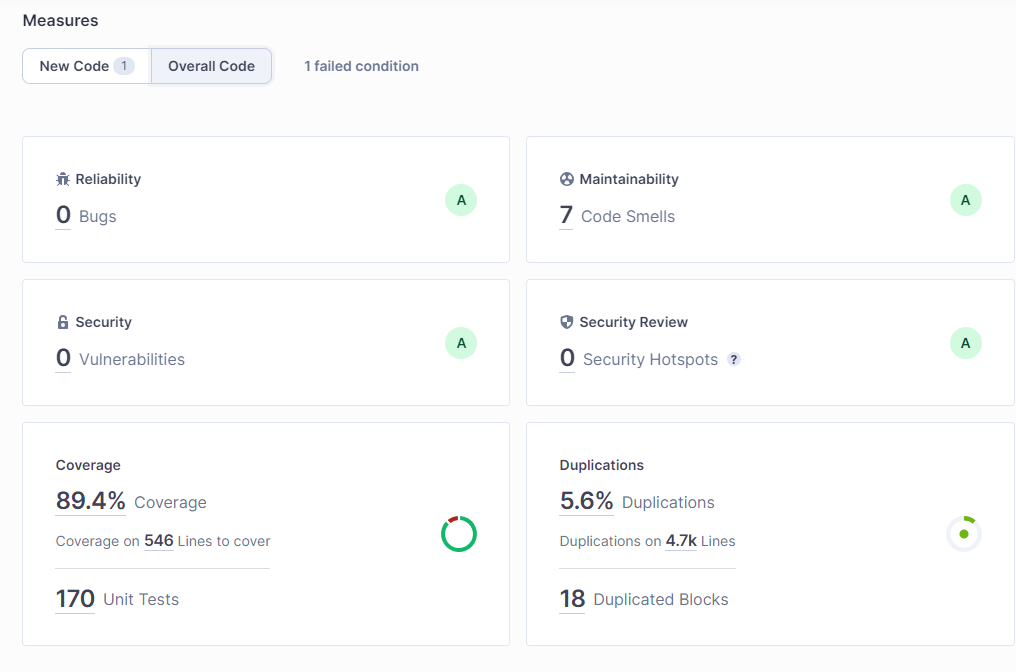 Measures
New Code 1 Overall Code 1 failed condition
Reliability
0 Bugs
A
Maintainability
7 Code Smells
A
Security
0 Vulnerabilities
A
Security Review
0 Security Hotspots ?
A
Coverage
89.4% Coverage
Coverage on 546 Lines to cover
170 Unit Tests
Duplications
5.6% Duplications
Duplications on 4.7k Lines
18 Duplicated Blocks